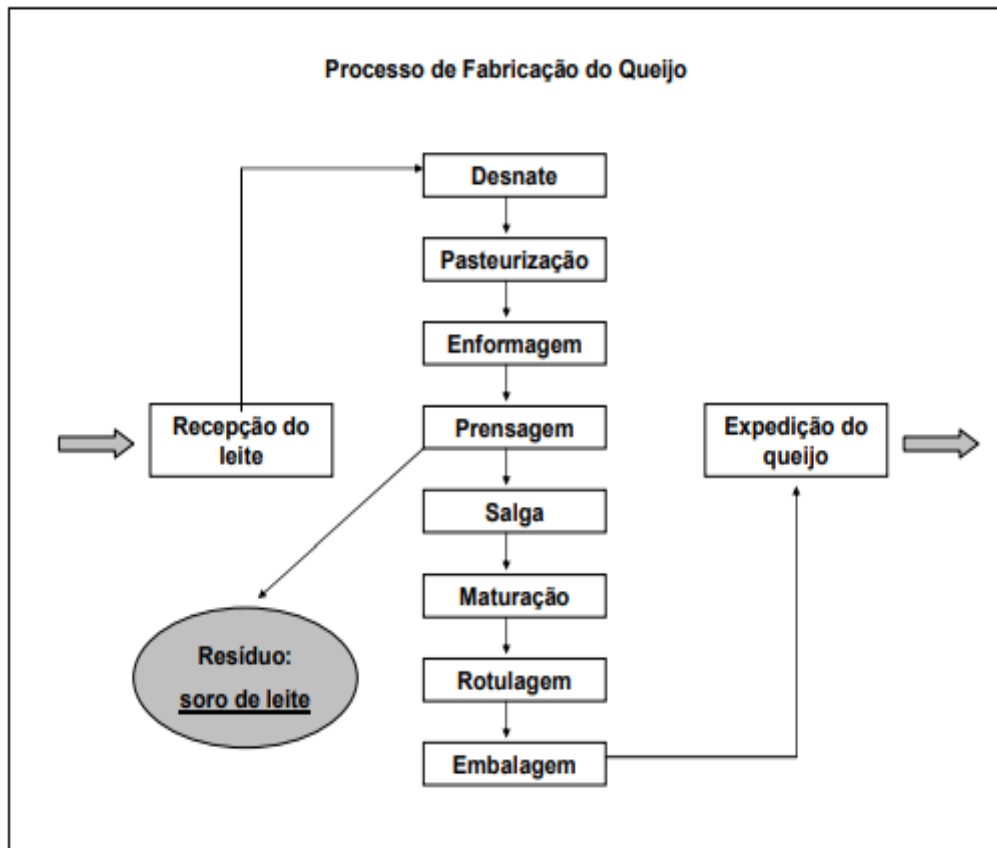 Processo de Fabricação do Queijo
Desnate
Pasteurização
Enformagem
Recepção do
leite
Prensagem
Expedição do
queijo
Salga
Maturação
Resíduo:
soro de leite
Rotulagem
Embalagem